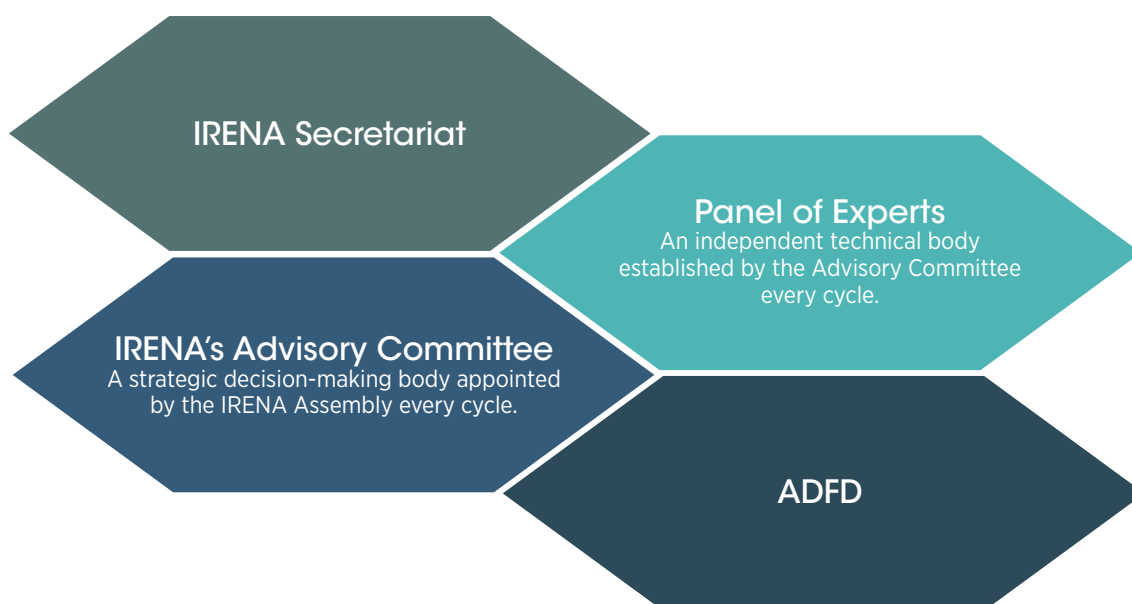 IRENA Secretariat
Panel of Experts
An independent technical body
established by the Advisory Committee
every cycle.
IRENA’s Advisory Committee
A strategic decision-making body appointed
by the IRENA Assembly every cycle.
ADFD